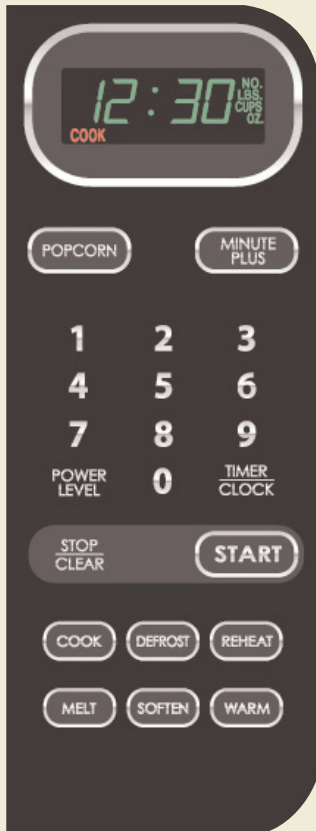 12:30
NO.
LBS.
CUPS
OZ.
COOK
POPCORN
MINUTE
PLUS
1 2 3
4 5 6
7 8 9
POWER
LEVEL
0
TIMER
CLOCK
STOP
CLEAR
START
COOK DEFROST REHEAT
MELT SOFTEN WARM